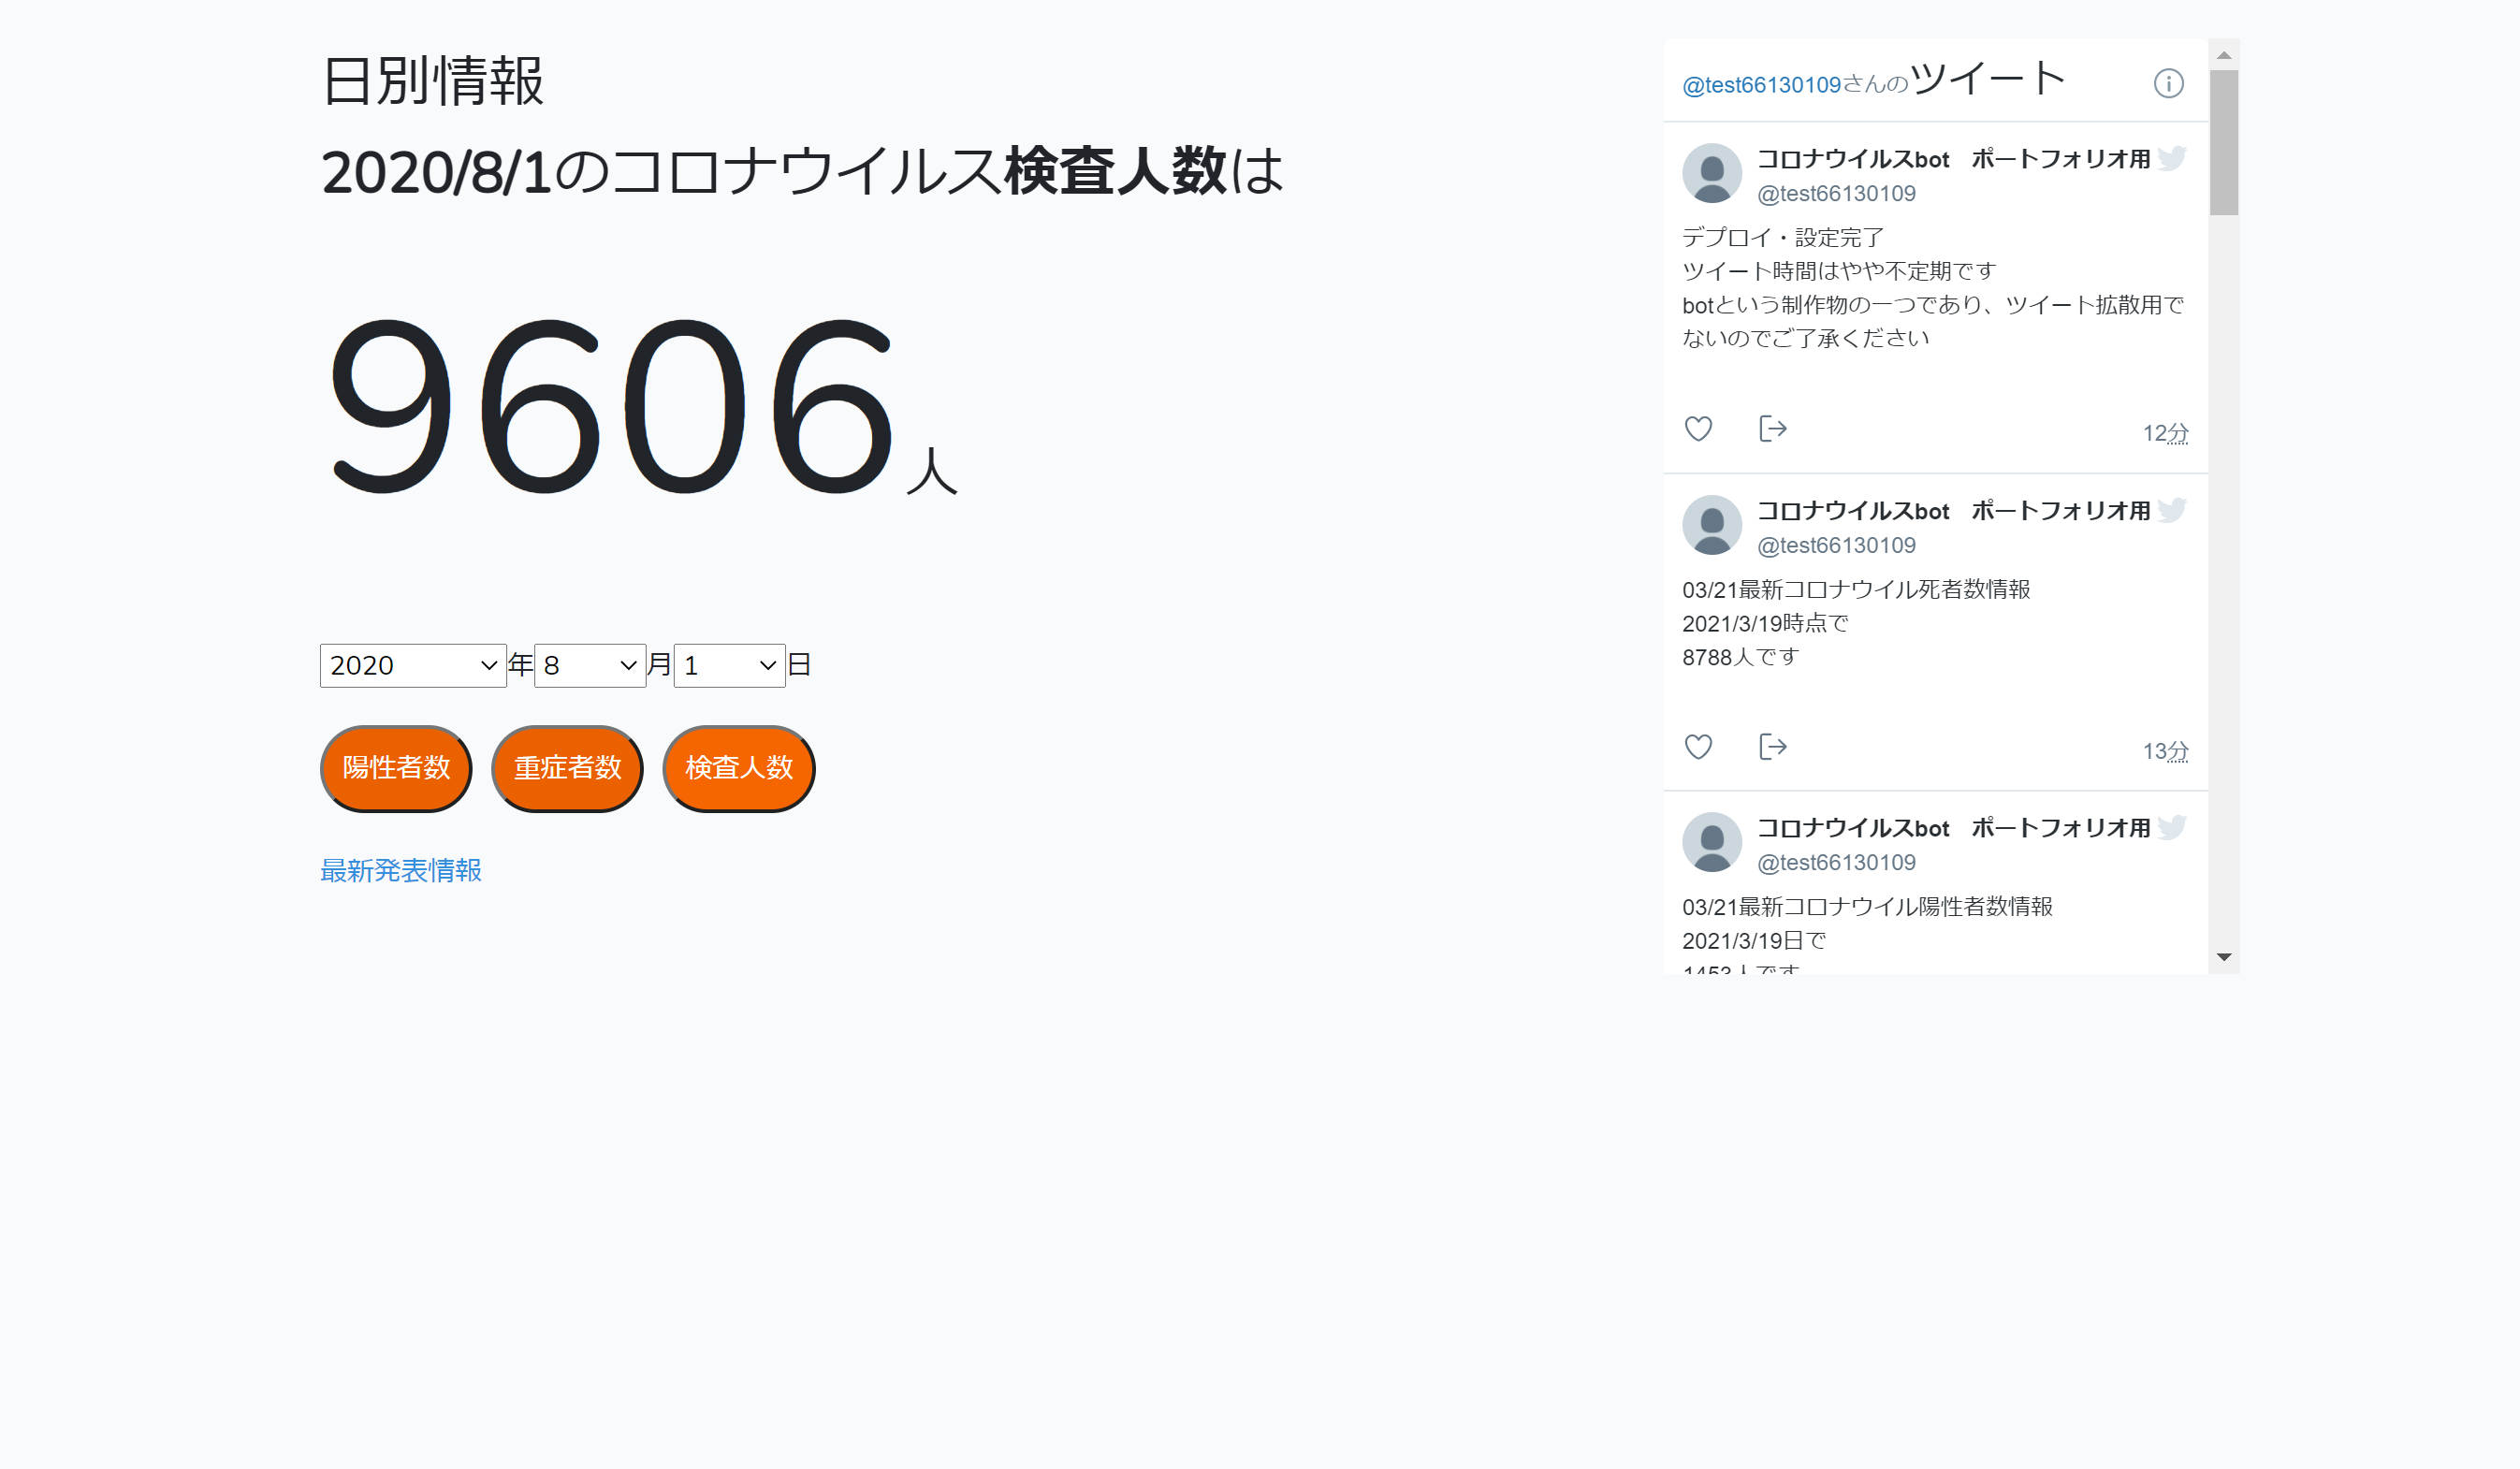 日別情報
2020/8/1のコロナウイルス検査人数は
9606人
2020年8月1日
陽性者数 重症者数 検査人数
最新発表情報
@test66130109さんのツイート
コロナウイルスbot　ポートフォリオ用
@test66130109
デプロイ・設定完了
ツイート時間はやや不定期です
botという制作物の一つであり、ツイート拡散用で
ないのでご了承ください
12分
コロナウイルスbot　ポートフォリオ用
@test66130109
03/21最新コロナウイル死者数情報
2021/3/19時点で
8788人です
13分
コロナウイルスbot　ポートフォリオ用
@test66130109
03/21最新コロナウイル陽性者数情報
2021/3/19日で
1453人です